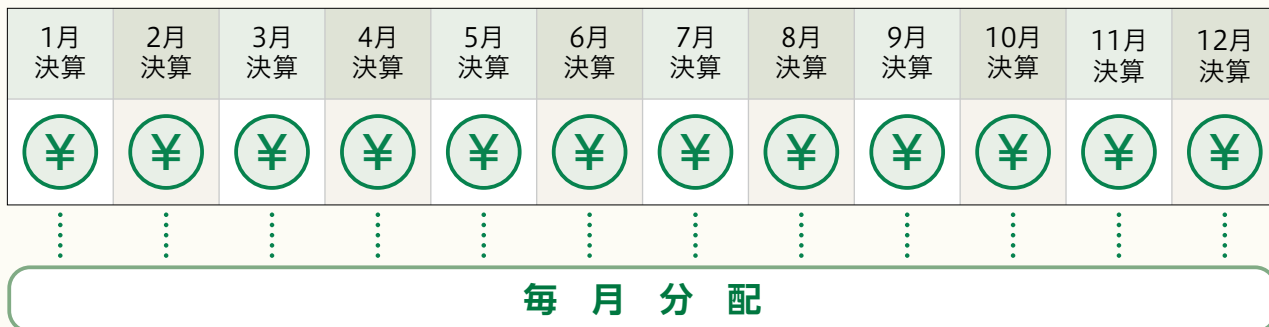 1月 2月 3月 4月 5月 6月 7月 8月 9月 10月 11月 12月
決算 決算 決算 決算 決算 決算 決算 決算 決算 決算 決算 決算
¥ ¥ ¥ ¥ ¥ ¥ ¥ ¥ ¥ ¥ ¥ ¥
毎月分配